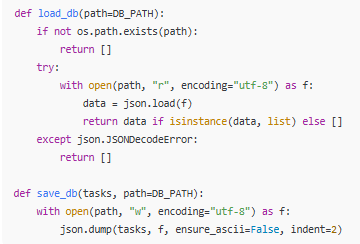 def load_db(path=DB_PATH):
    if not os.path.exists(path):
        return []
    try:
        with open(path, "r", encoding="utf-8") as f:
            data = json.load(f)
            return data if isinstance(data, list) else []
    except json.JSONDecodeError:
        return []

def save_db(tasks, path=DB_PATH):
    with open(path, "w", encoding="utf-8") as f:
        json.dump(tasks, f, ensure_ascii=False, indent=2)